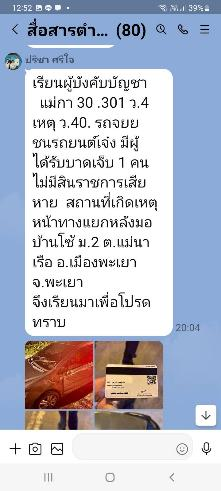 12:52
39%
สื่อสารตำ... (80)
ปริชา ศรีใจ
เรียนผู้บังคับบัญชา
แม่กา 30 .301 ว.4
เหตุ ว.40. รถจยย
ชนรถยนต์เจ่ง มีผู้
ได้รับบาดเจ็บ 1 คน
ไม่มีสินราชการเสีย
หาย สถานที่เกิดเหตุ
หน้าทางแยกหลังมอ
บ้านโซ้ ม.2 ต.แม่นา
เรือ อ.เมืองพะเยา
จ.พะเยา
จึงเรียนมาเพื่อโปรด
ทราบ
20:04